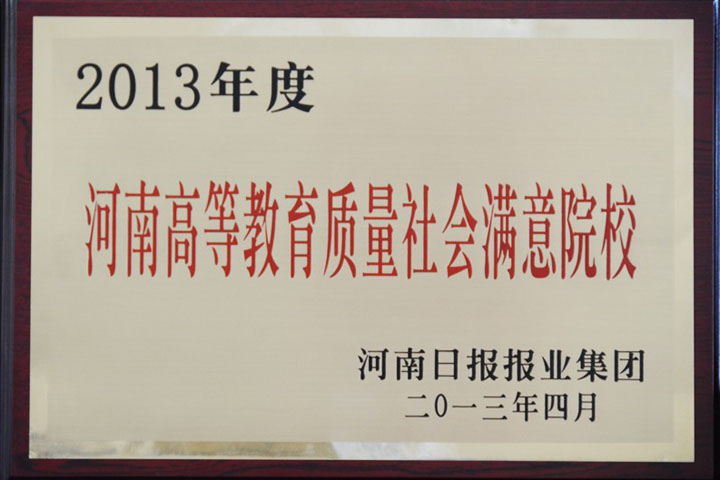 2013年度
河南高等教育质量社会满意院校
河南日报报业集团
二〇一三年四月